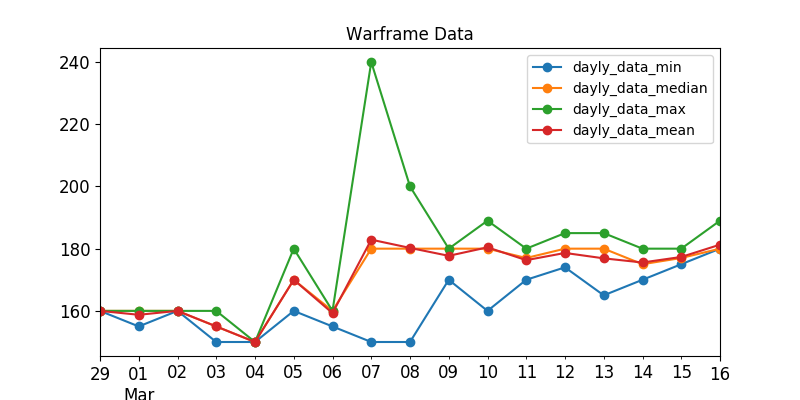 Warframe Data
dayly_data_min
dayly_data_median
dayly_data_max
dayly_data_mean
240
220
200
180
160
29 01 02 03 04 05 06 07 08 09 10 11 12 13 14 15 16
Mar